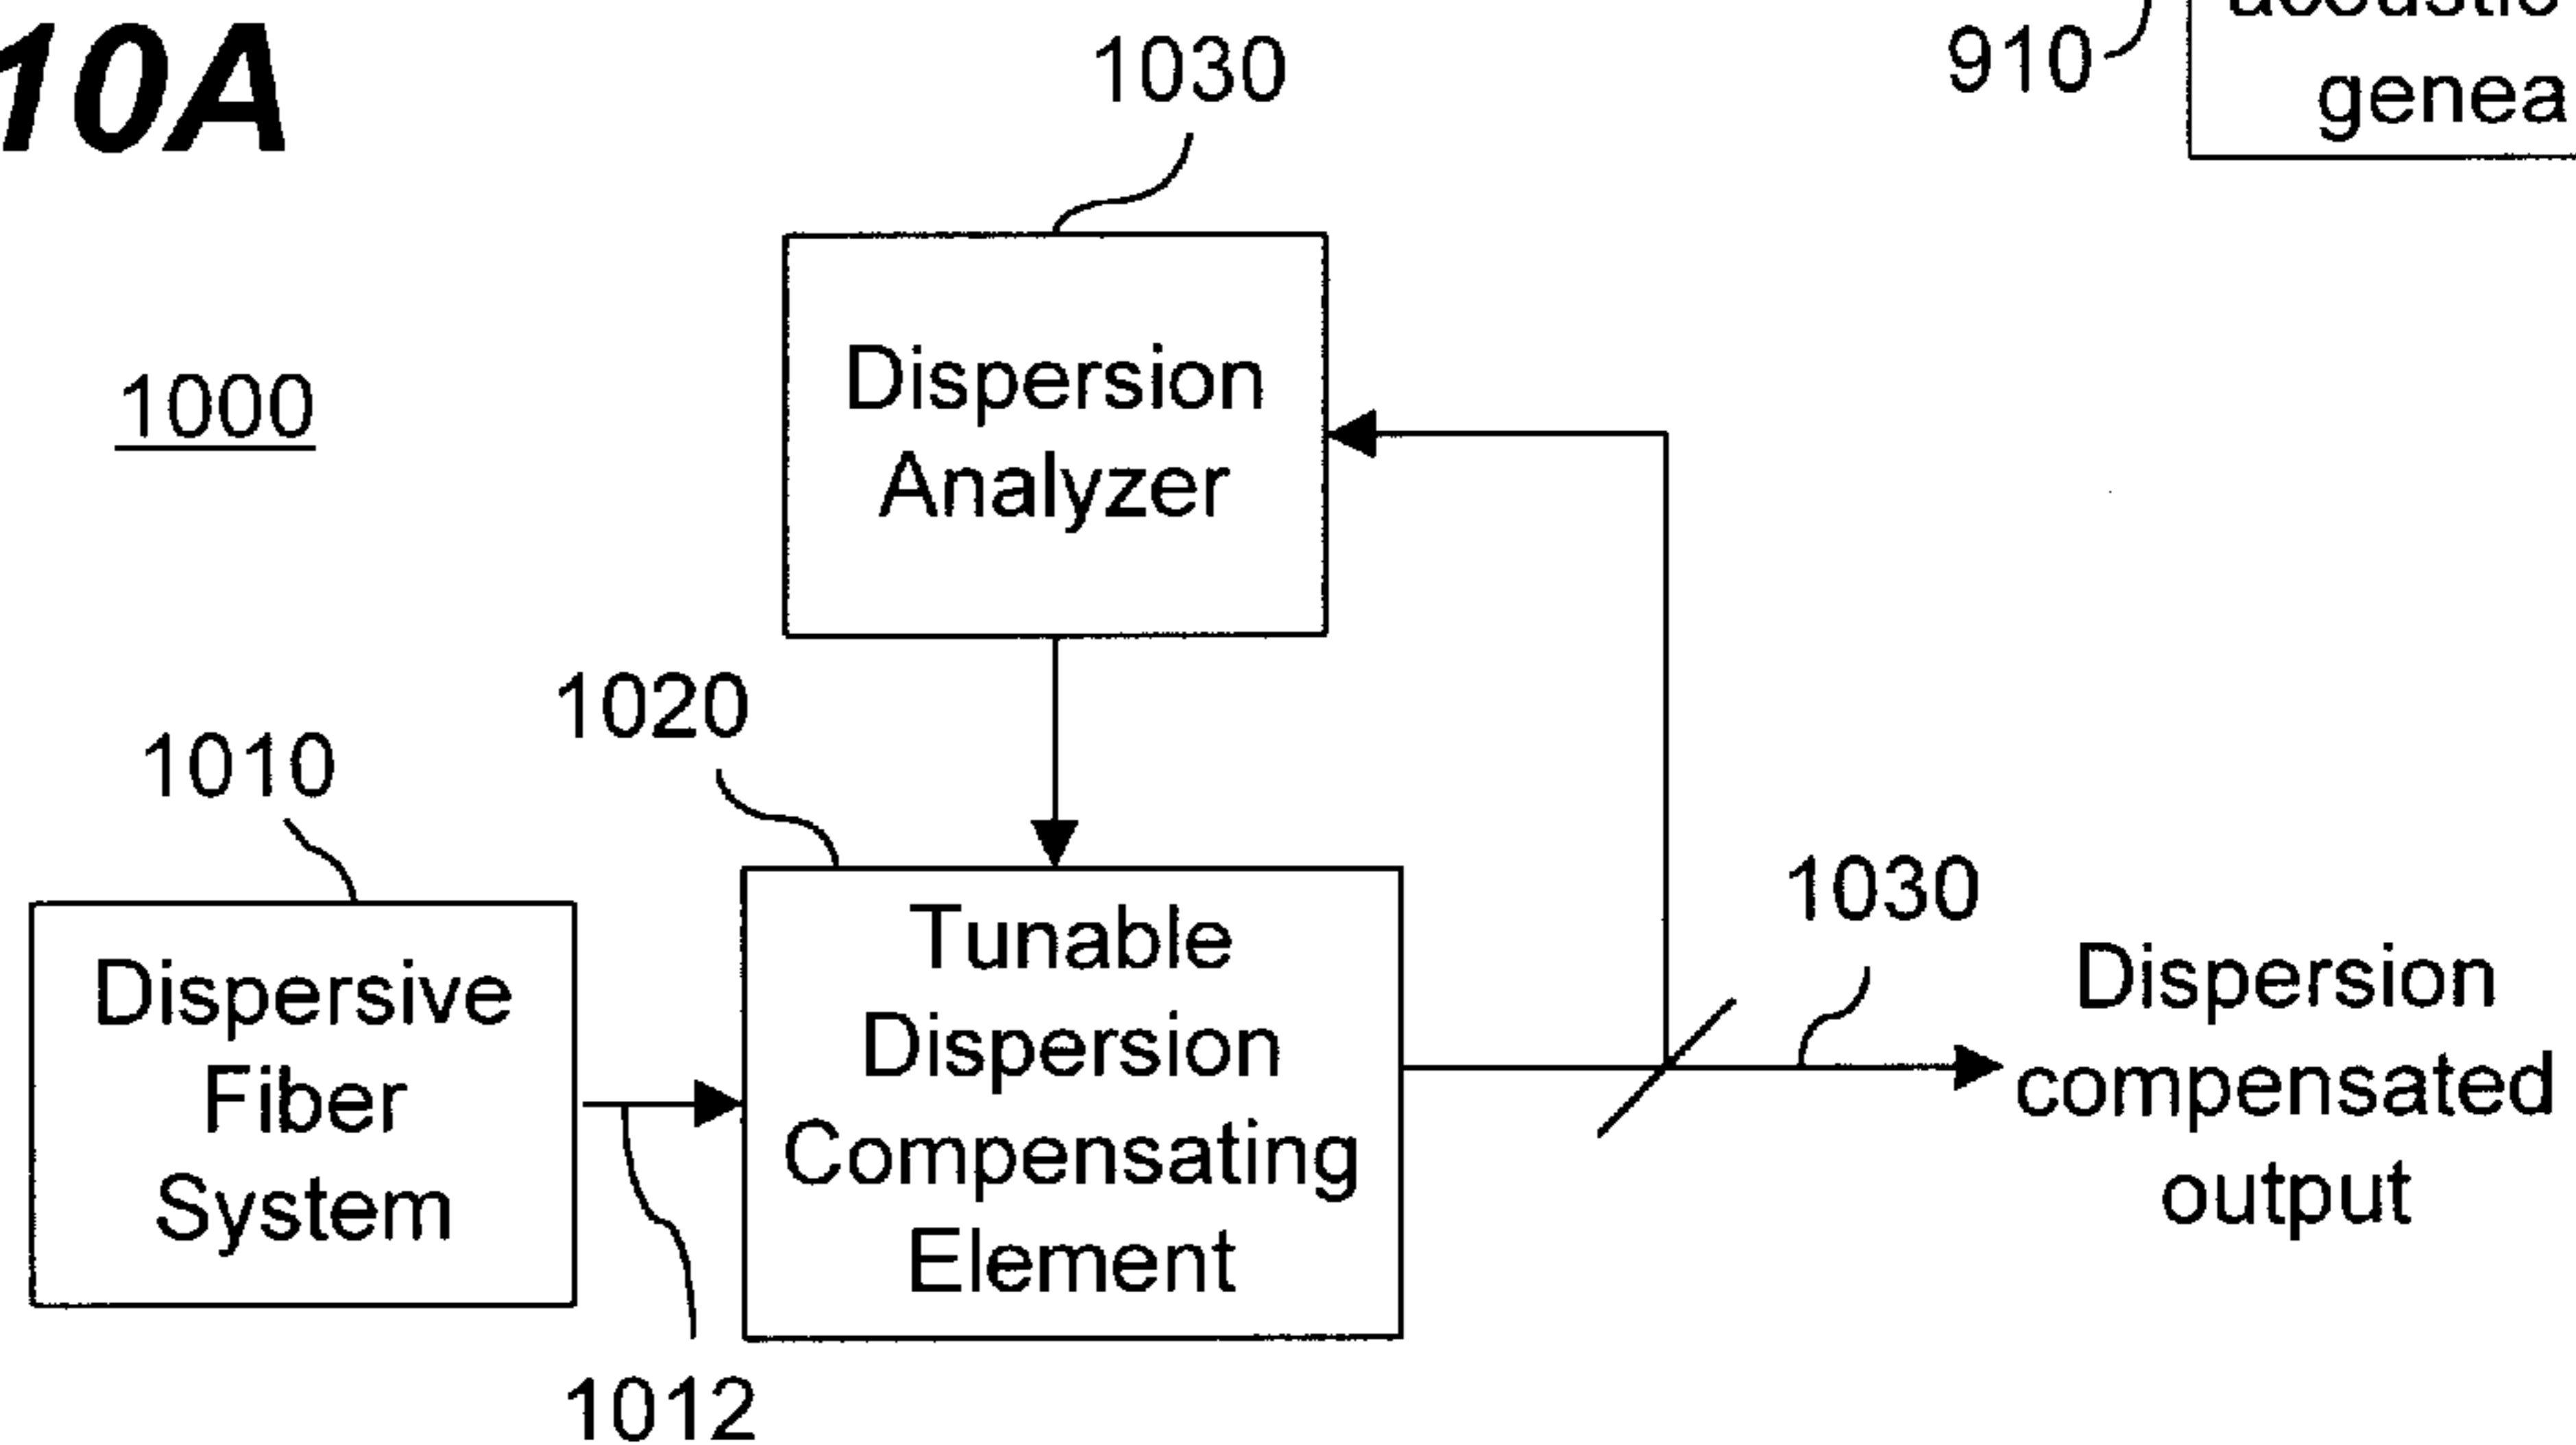 10A
1030
910
genea
1000
Dispersion
Analyzer
1020
1010
1030
Dispersive
Fiber
System
Tunable
Dispersion
Compensating
Element
Dispersion
compensated
output
1012